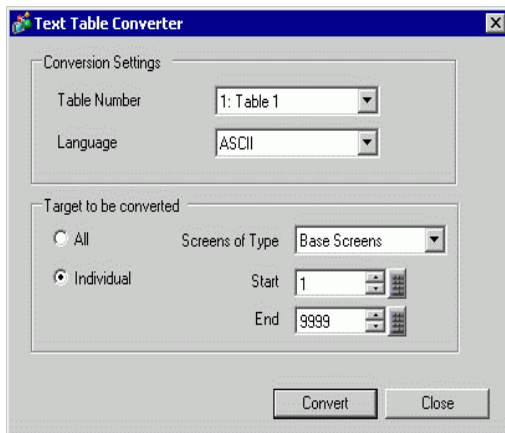 Text Table Converter
Conversion Settings
Table Number 1: Table 1
Language ASCII
Target to be converted
All Screens of Type Base Screens
Individual Start 1
End 9999
Convert Close